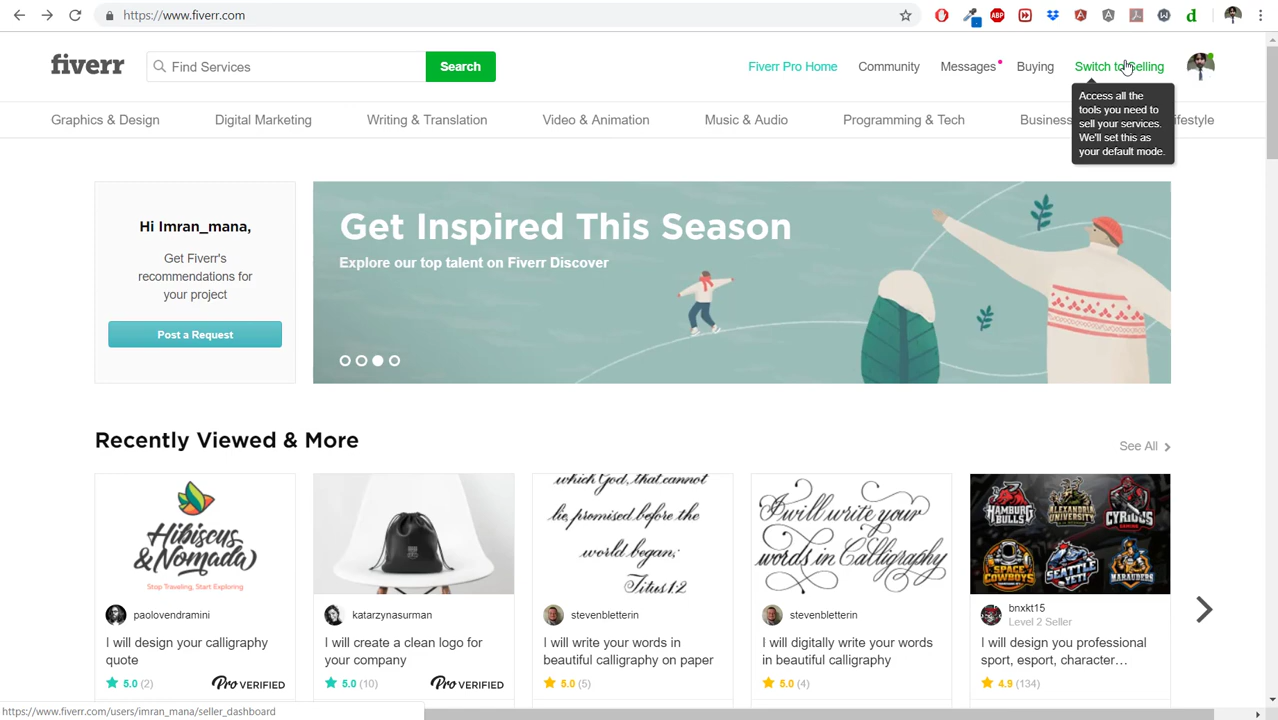 https://www.fiverr.com
ABP
fiverr
Find Services
Search
Fiverr Pro Home
Community
Messages
Buying
Switch to Selling
Access all the
tools you need to
sell your services.
We'll set this as
your default mode.
Graphics & Design
Digital Marketing
Writing & Translation
Video & Animation
Music & Audio
Programming & Tech
Business
ifestyle
Hi Imran_mana,
Get Fiverr's
recommendations for
your project
Post a Request
Get Inspired This Season
Explore our top talent on Fiverr Discover
Recently Viewed & More
See All
Hibiscus
& Nomada
Stop Traveling, Start Exploring
which God, that cannot
lie, promised before the
world began;
Titus 1:2
I will write your
words in Calligraphy
HAMBURG
BULLS
ALEXANDRIA
UNIVERSITY
CYRIOUS
GAMING
SPACE
COWBOYS
SEATTLE
YETI
MARAUDERS
paolovendramini
I will design your calligraphy
quote
5.0 (2)
Pro VERIFIED
katarzynasurman
I will create a clean logo for
your company
5.0 (10)
Pro VERIFIED
stevenbletterin
I will write your words in
beautiful calligraphy on paper
5.0 (5)
stevenbletterin
I will digitally write your words
in beautiful calligraphy
5.0 (4)
bnxkt15
Level 2 Seller
I will design you professional
sport, esport, character…
4.9 (134)
https://www.fiverr.com/users/imran_mana/seller_dashboard